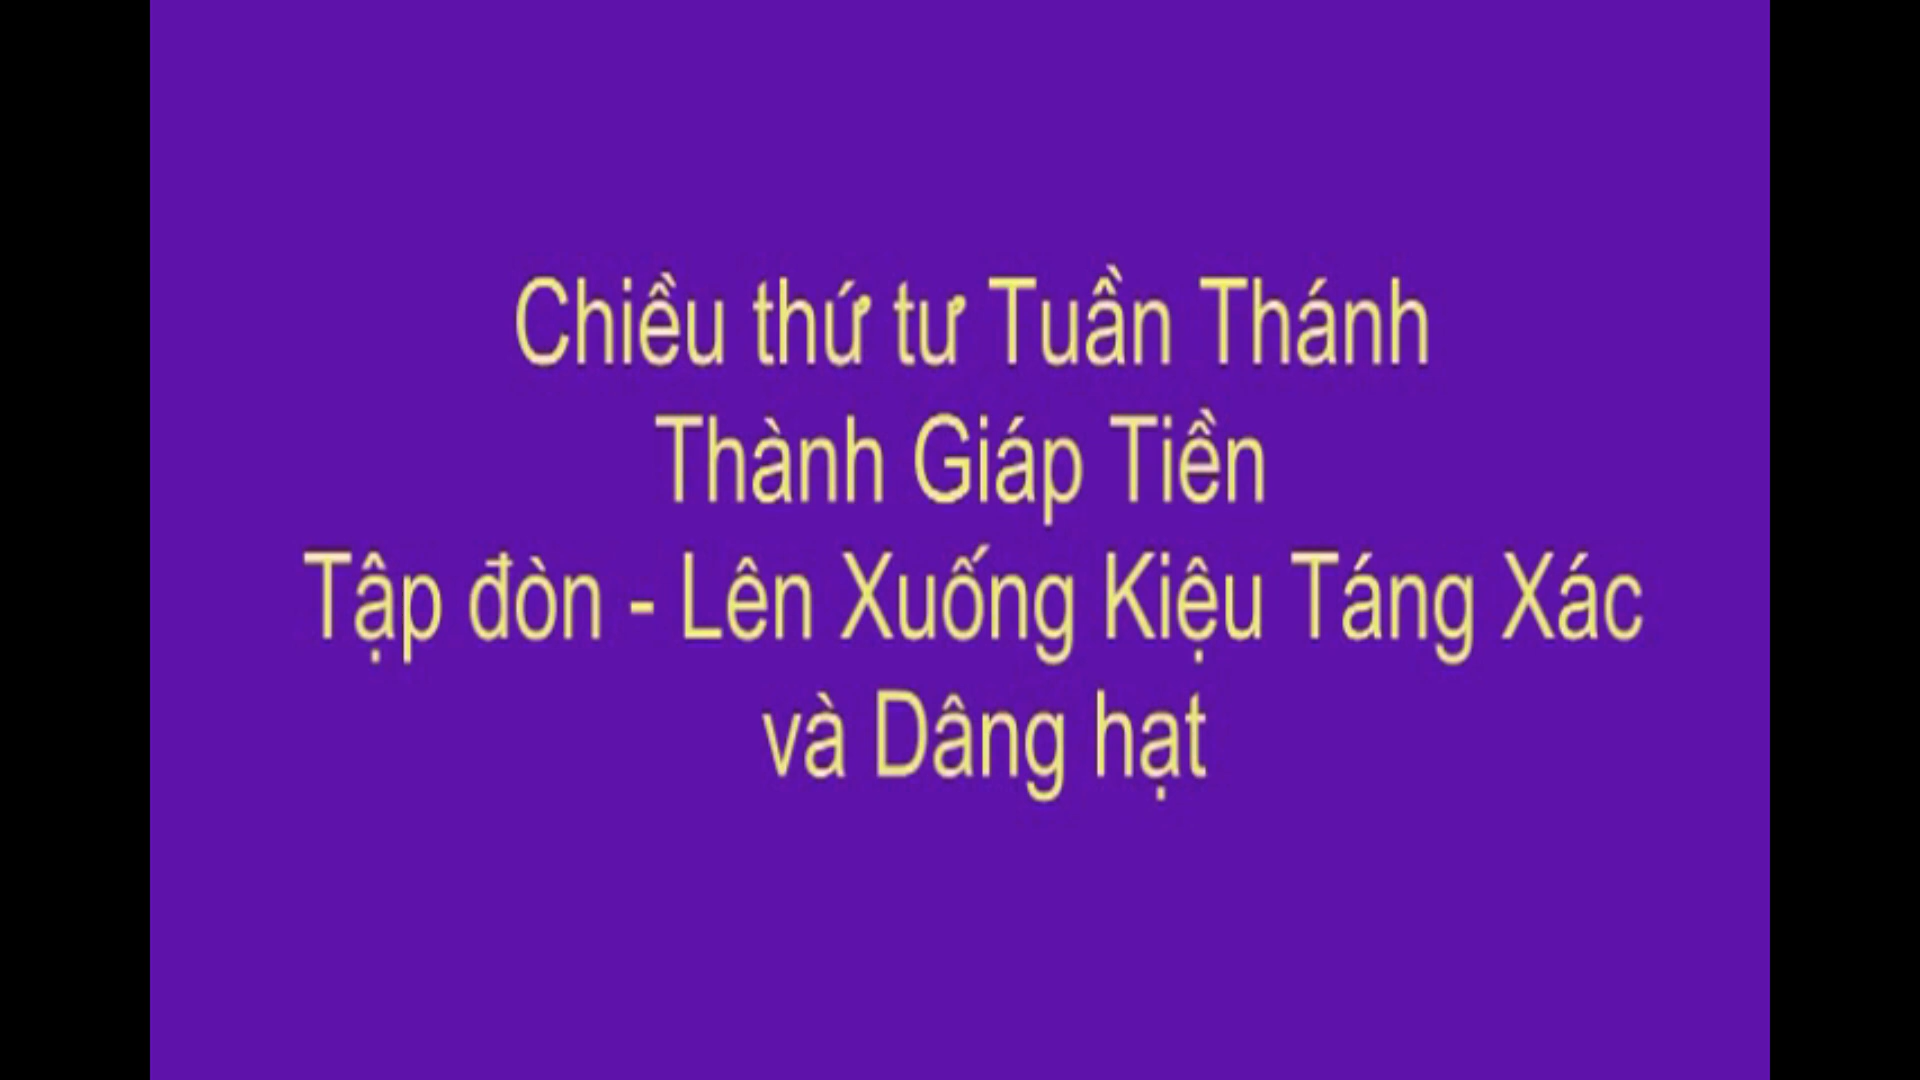 Chiều thứ tư Tuần Thánh
Thành Giáp Tiền
Tập đòn - Lên Xuống Kiệu Táng Xác
và Dâng hạt